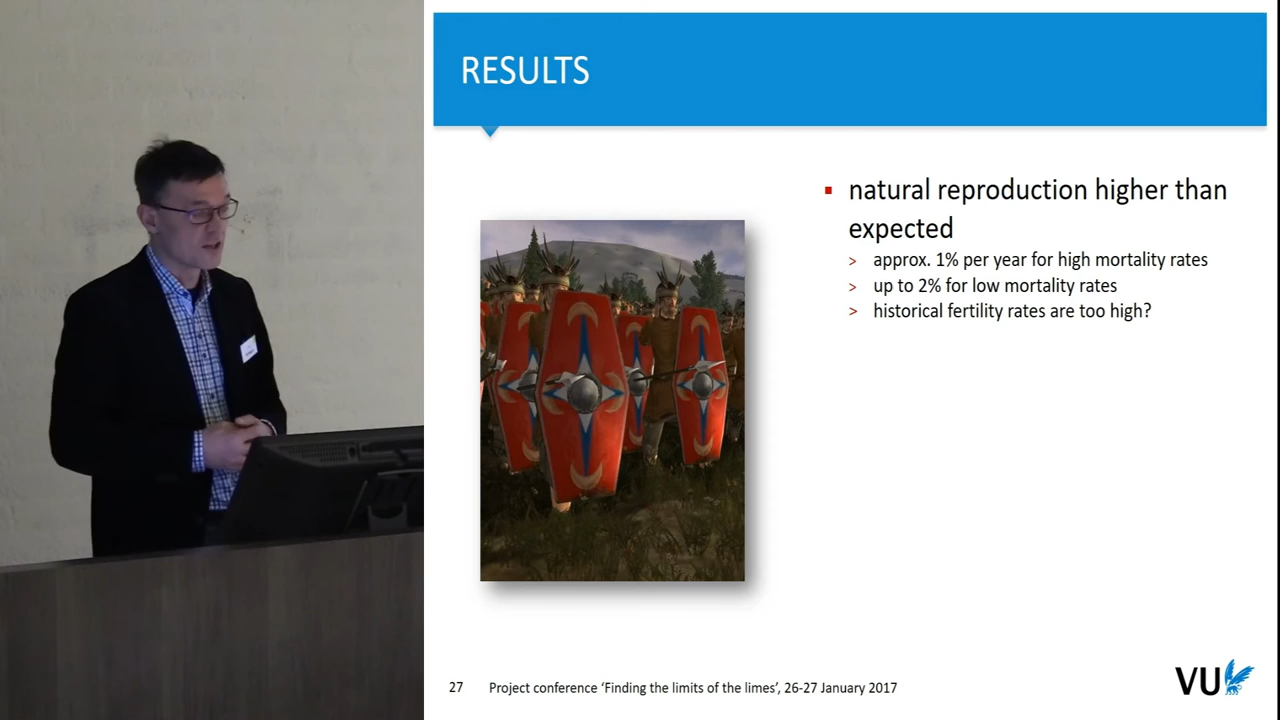 RESULTS
▪ natural reproduction higher than
expected
> approx. 1% per year for high mortality rates
> up to 2% for low mortality rates
> historical fertility rates are too high?
27 Project conference ‘Finding the limits of the limes’, 26-27 January 2017
VU